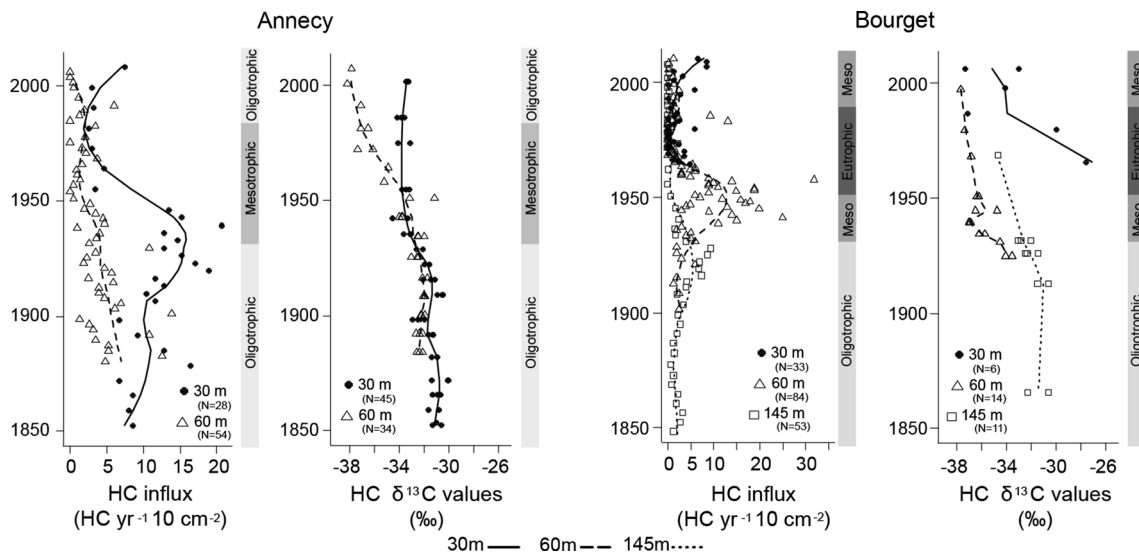 Annecy
Bourget
2000
1950
1900
1850
0 5 10 15 20
HC influx
(HC yr -1 10 cm-2)
30 m
(N=28)
60 m
(N=54)
Oligotrophic
Mesotrophic
Oligotrophic
2000
1950
1900
1850
-38 -36 -34 -32 -30 -28
HC δ13C values
(‰)
30 m
(N=45)
60 m
(N=34)
Oligotrophic
Mesotrophic
Oligotrophic
2000
1950
1900
1850
0 5 10 20 30 40
HC influx
(HC yr -1 10 cm-2)
30 m
(N=33)
60 m
(N=84)
145 m
(N=53)
Meso
Eutrophic
Meso
Oligotrophic
2000
1950
1900
1850
-38 -34 -30 -26
HC δ13C values
(‰)
30 m
(N=6)
60 m
(N=14)
145 m
(N=11)
Meso
Eutrophic
Meso
Oligotrophic
30m 60m 145m